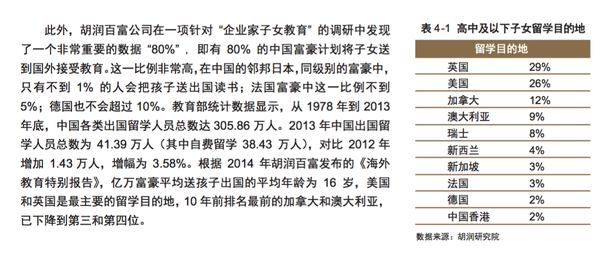 此外，胡润百富公司在一项针对 “企业家子女教育” 的调研中发现
了一个非常重要的数据 “80%”，即有 80% 的中国富豪计划将子女送
到国外接受教育。这一比例非常高，在中国的邻邦日本，同级别的富豪中，
只有不到 1% 的人会把孩子送出国读书；法国富豪中这一比例不到
5%；德国也不会超过 10%。教育部统计数据显示，从 1978 年到 2013
年底，中国各类出国留学人员总数达 305.86 万人。2013 年中国出国留
学人员总数为 41.39 万人（其中自费留学 38.43 万人），对比 2012 年
增加 1.43 万人，增幅为 3.58%。根据 2014 年胡润百富发布的《海外
教育特别报告》，亿万富豪平均送孩子出国的平均年龄为 16 岁，美国
和英国是最主要的留学目的地，10 年前排名最前的加拿大和澳大利亚，
已下降到第三和第四位。
表 4-1 高中及以下子女留学目的地
留学目的地
英国 29%
美国 26%
加拿大 12%
澳大利亚 9%
瑞士 8%
新西兰 4%
新加坡 3%
法国 3%
德国 2%
中国香港 2%
数据来源：胡润研究院